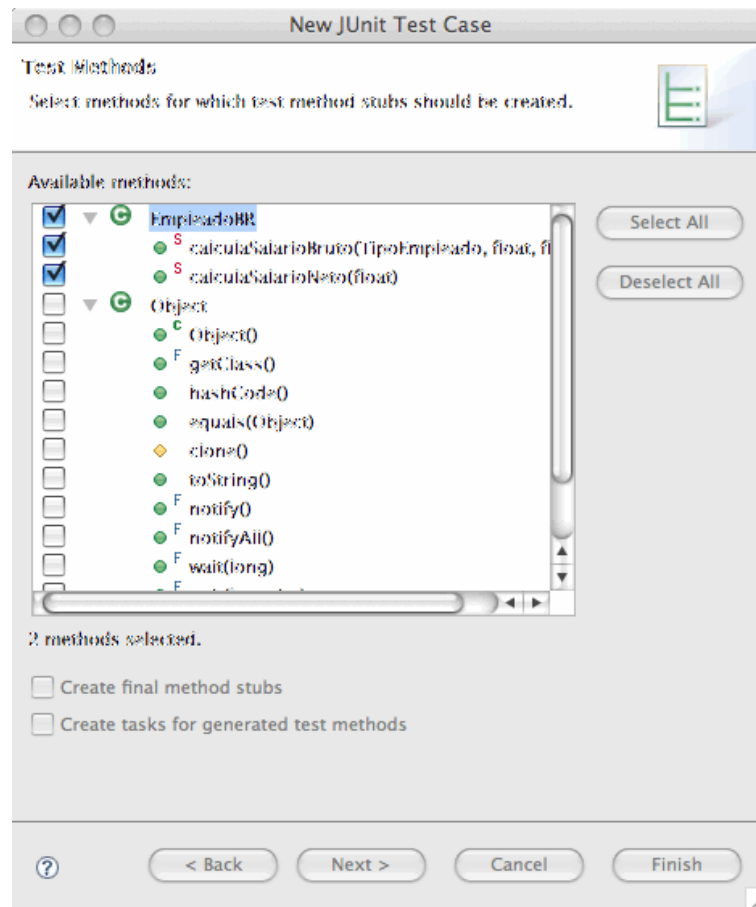 New JUnit Test Case
Test Methods
Select methods for which test method stubs should be created.
Available methods:
EmpleadoBR
S calculaSalarioBruto(TipoEmpleado, float, fl
S calculaSalarioNeto(float)
Object
C Object()
F getClass()
hashCode()
equals(Object)
clone()
toString()
F notify()
F notifyAll()
F wait(long)
F
Select All
Deselect All
2 methods selected.
Create final method stubs
Create tasks for generated test methods
? < Back Next > Cancel Finish